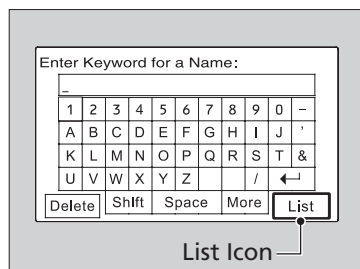 Enter Keyword for a Name:
_
1 2 3 4 5 6 7 8 9 0 -
A B C D E F G H I J '
K L M N O P Q R S T &
U V W X Y Z /
Delete Shift Space More List
List Icon